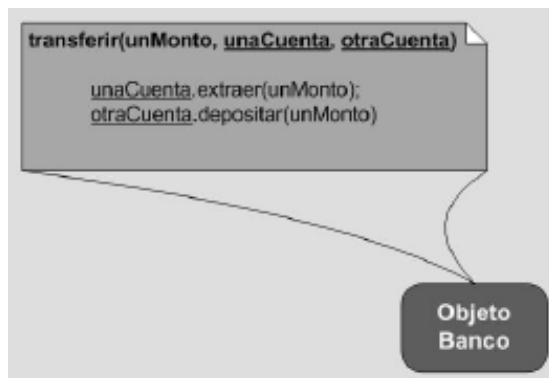 transferir(unMonto, unaCuenta, otraCuenta)
unaCuenta.extraer(unMonto);
otraCuenta.depositar(unMonto)
Objeto
Banco